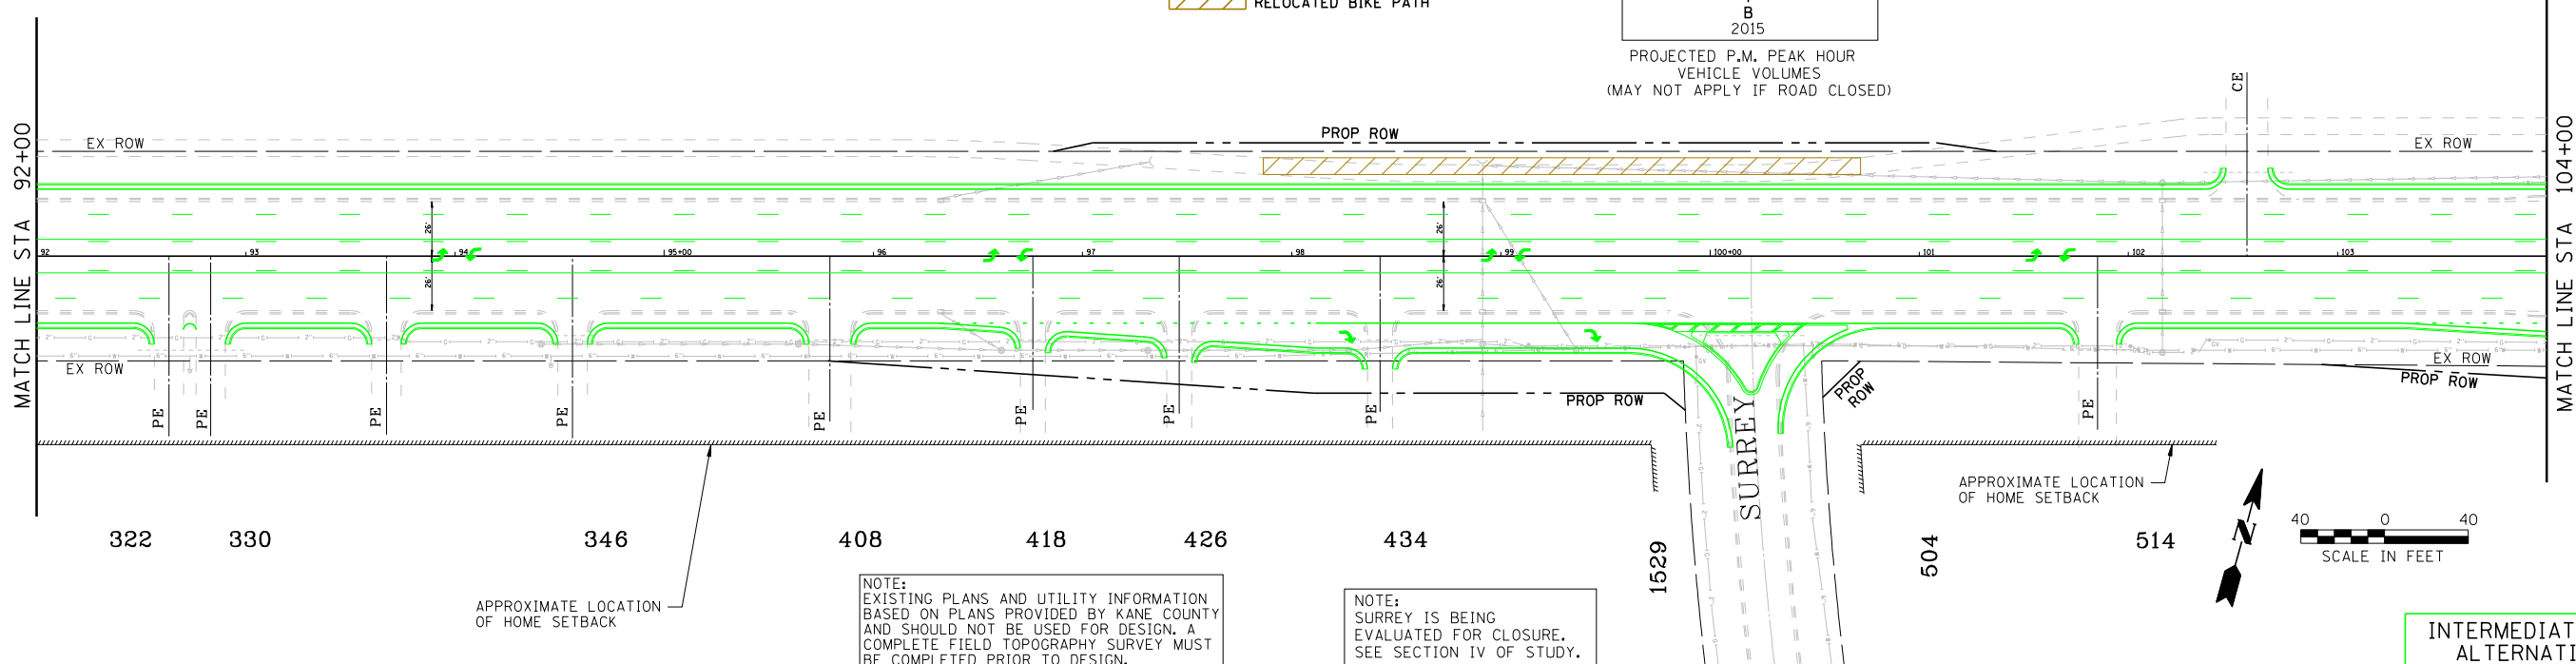 RELOCATED BIKE PATH
B
2015
PROJECTED P.M. PEAK HOUR
VEHICLE VOLUMES
(MAY NOT APPLY IF ROAD CLOSED)
MATCH LINE STA 92+00
MATCH LINE STA 104+00
CE
EX ROW
PROP ROW
EX ROW
26'
26'
92
93
94
95+00
96
97
98
99
100+00
101
102
103
26'
26'
EX ROW
PROP ROW
PROP
ROW
EX ROW
PROP ROW
PE
PE
PE
PE
PE
PE
PE
PE
PE
SURREY
APPROXIMATE LOCATION
OF HOME SETBACK
322
330
346
408
418
426
434
1529
504
514
N
40 0 40
SCALE IN FEET
APPROXIMATE LOCATION
OF HOME SETBACK
NOTE:
EXISTING PLANS AND UTILITY INFORMATION
BASED ON PLANS PROVIDED BY KANE COUNTY
AND SHOULD NOT BE USED FOR DESIGN. A
COMPLETE FIELD TOPOGRAPHY SURVEY MUST
BE COMPLETED PRIOR TO DESIGN.
NOTE:
SURREY IS BEING
EVALUATED FOR CLOSURE.
SEE SECTION IV OF STUDY.
INTERMEDIAT
ALTERNATI